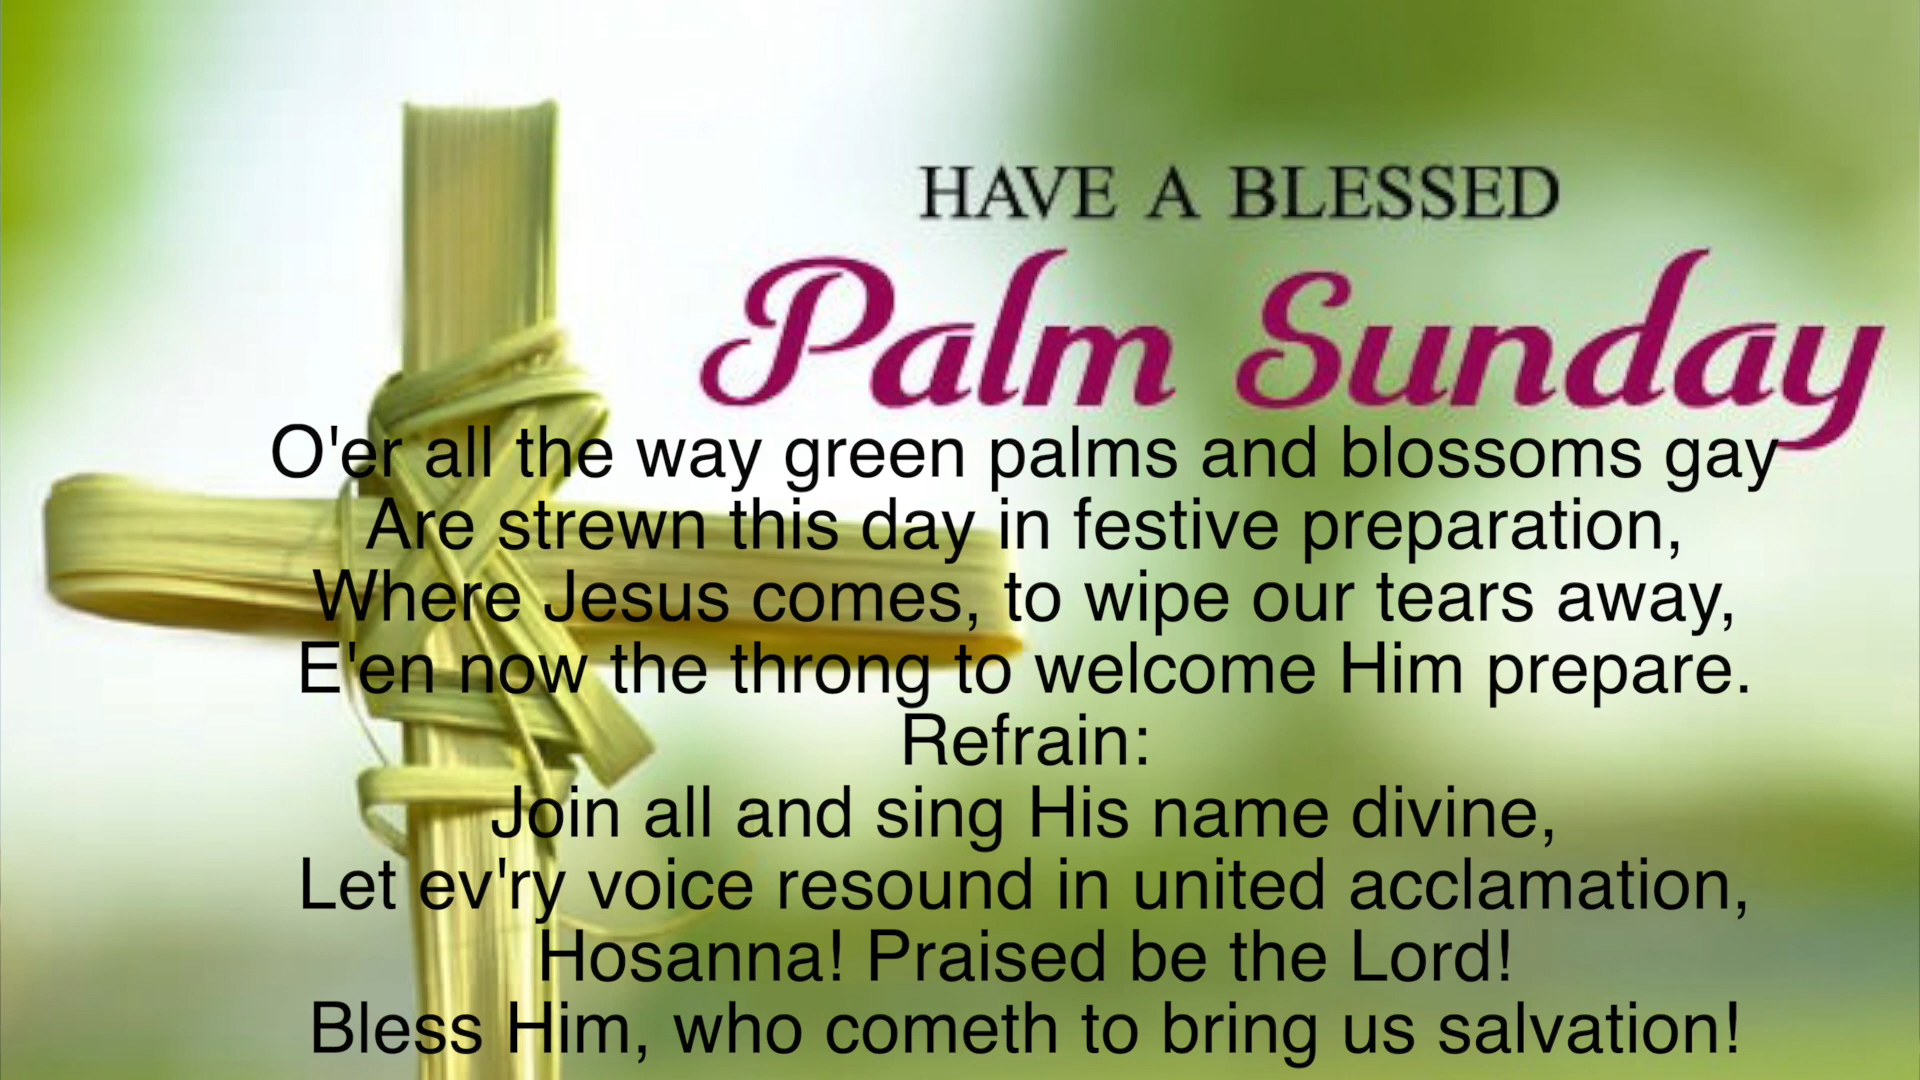 HAVE A BLESSED
Palm Sunday
O'er all the way green palms and blossoms gay
Are strewn this day in festive preparation,
Where Jesus comes, to wipe our tears away,
E'en now the throng to welcome Him prepare.
Refrain:
Join all and sing His name divine,
Let ev'ry voice resound in united acclamation,
Hosanna! Praised be the Lord!
Bless Him, who cometh to bring us salvation!